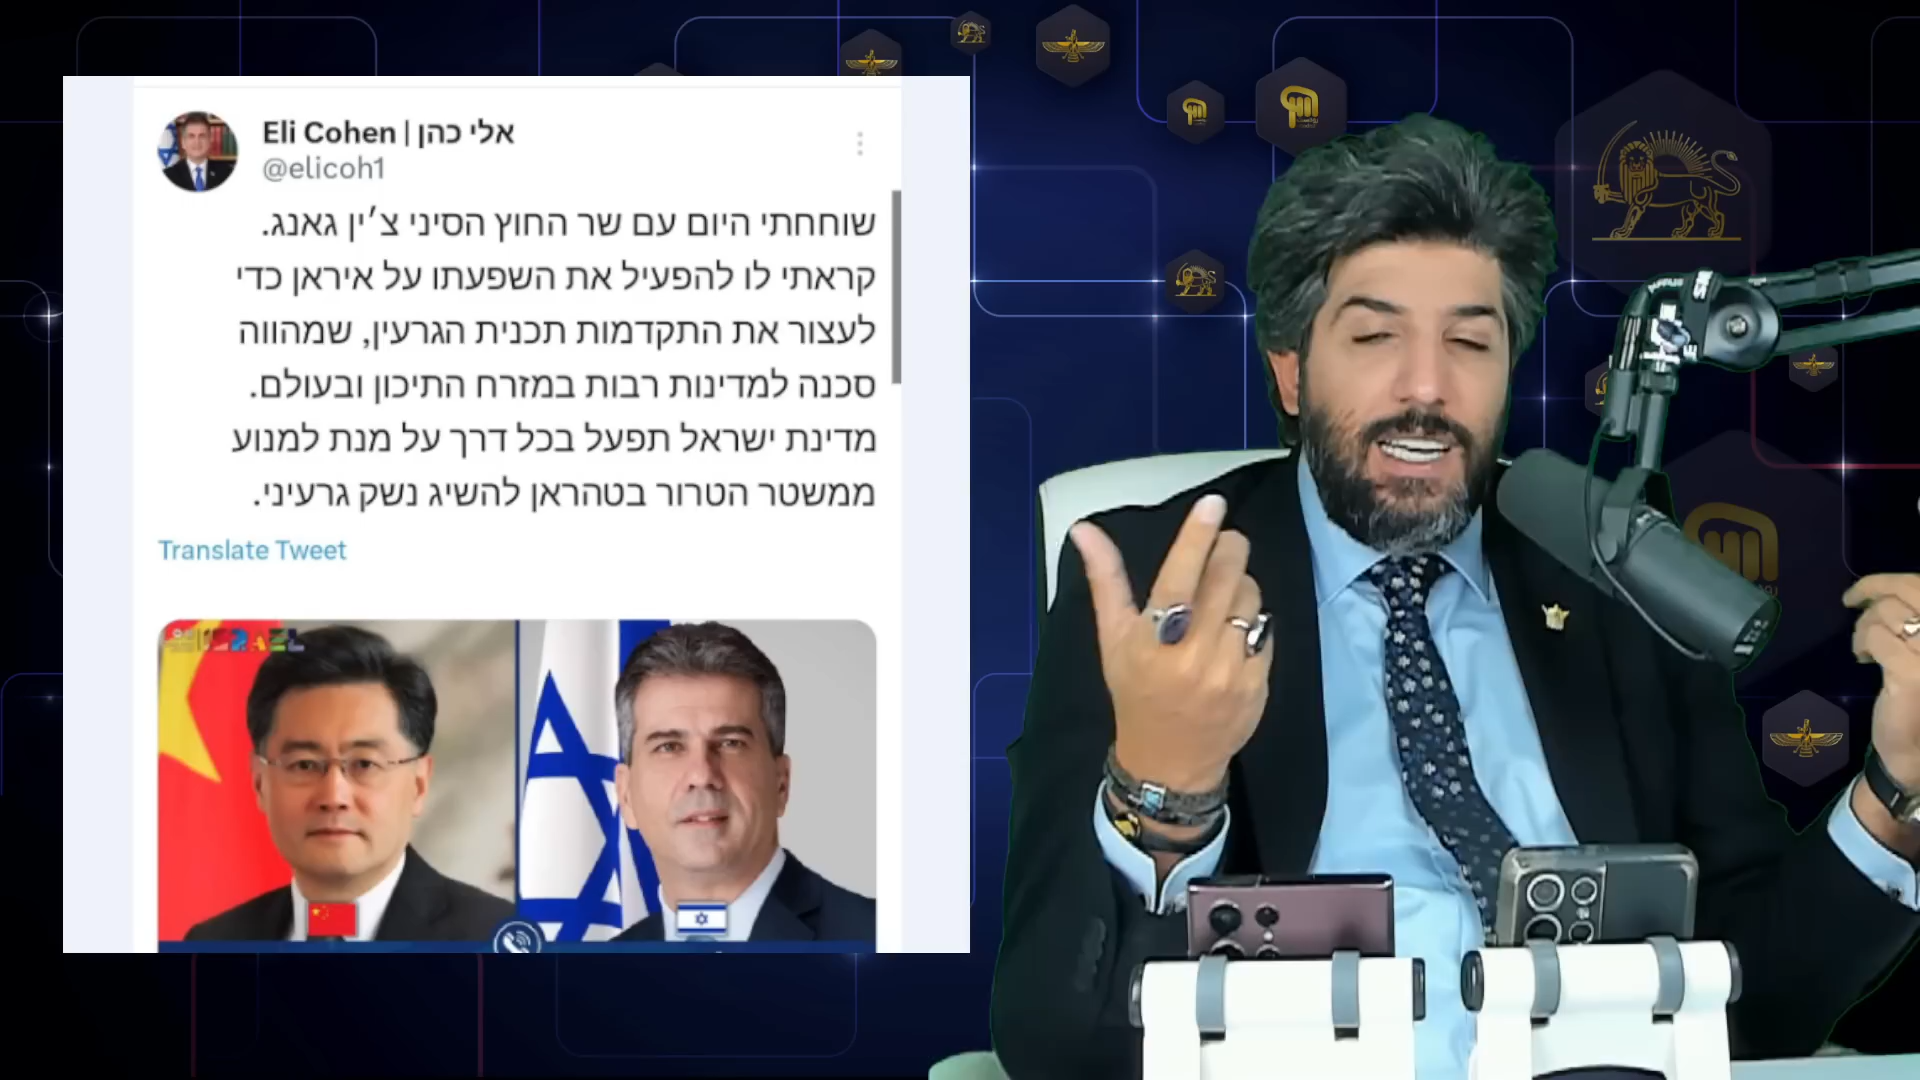 Eli Cohen | אלי כהן
@elicoh1
שוחחתי היום עם שר החוץ הסיני צ׳ין גאנג.
קראתי לו להפעיל את השפעתו על איראן כדי
לעצור את התקדמות תכנית הגרעין, שמהווה
סכנה למדינות רבות במזרח התיכון ובעולם.
מדינת ישראל תפעל בכל דרך על מנת למנוע
ממשטר הטרור בטהראן להשיג נשק גרעיני.
Translate Tweet
ISRAEL